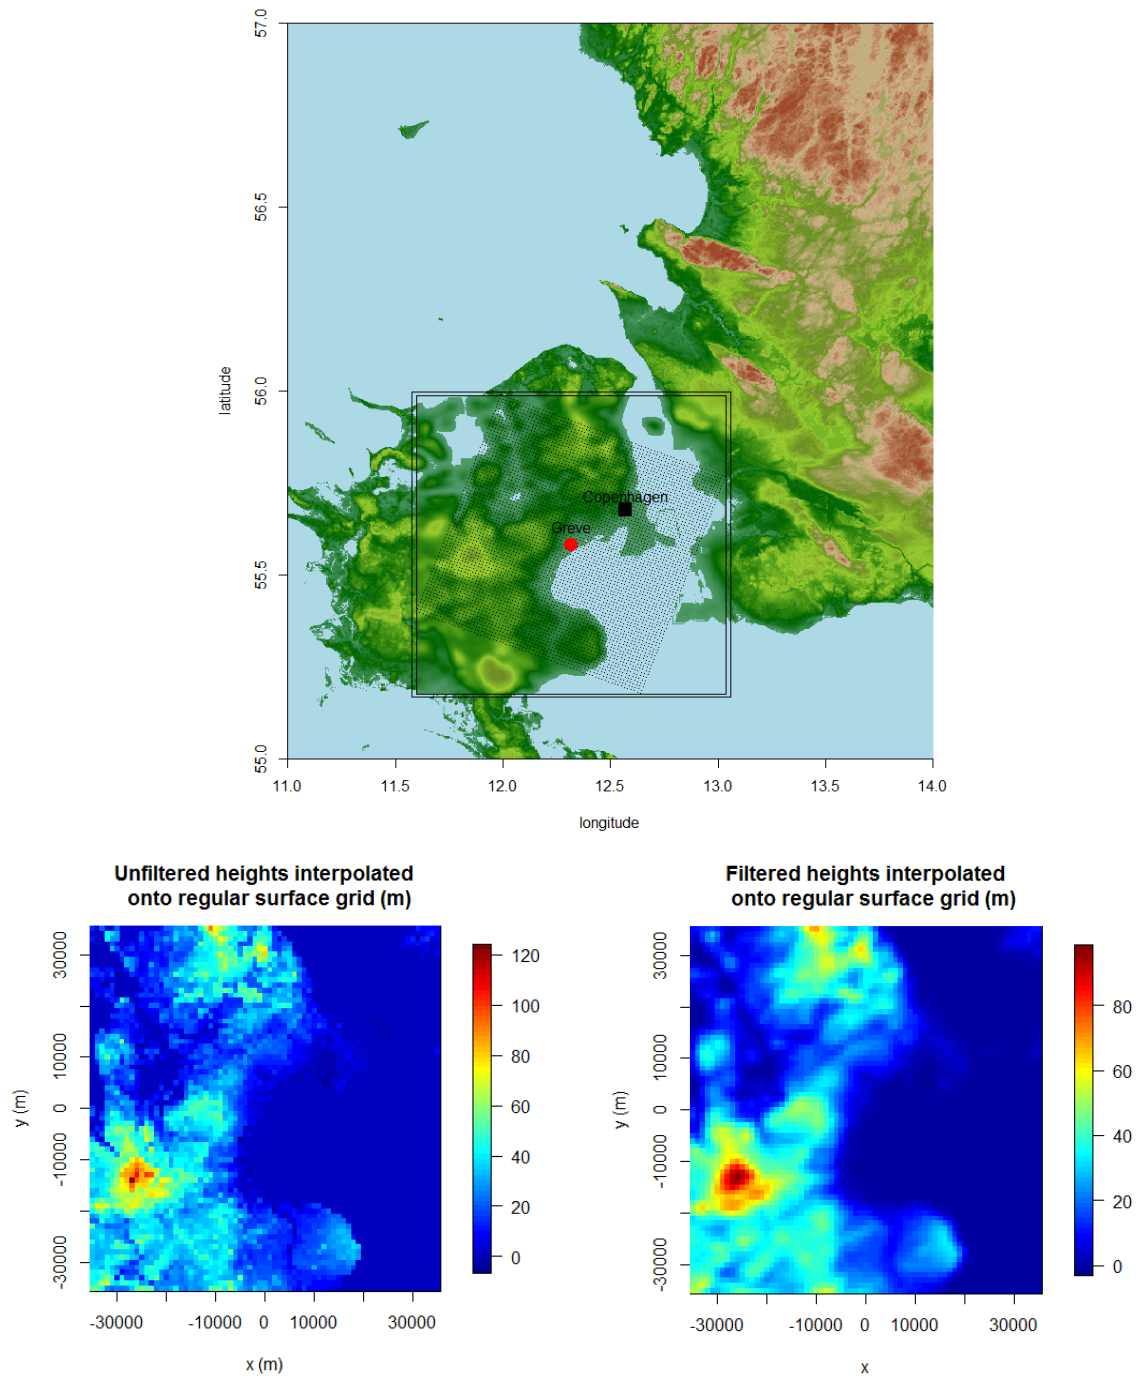 57.0
56.5
56.0
55.5
55.0
latitude
Copenhagen
Greve
11.0 11.5 12.0 12.5 13.0 13.5 14.0
longitude
Unfiltered heights interpolated
onto regular surface grid (m)
30000
10000
0
-10000
-30000
y (m)
120
100
80
60
40
20
0
-30000 -10000 0 10000 30000
x (m)
Filtered heights interpolated
onto regular surface grid (m)
30000
10000
0
-10000
-30000
y (m)
80
60
40
20
0
-30000 -10000 0 10000 30000
x